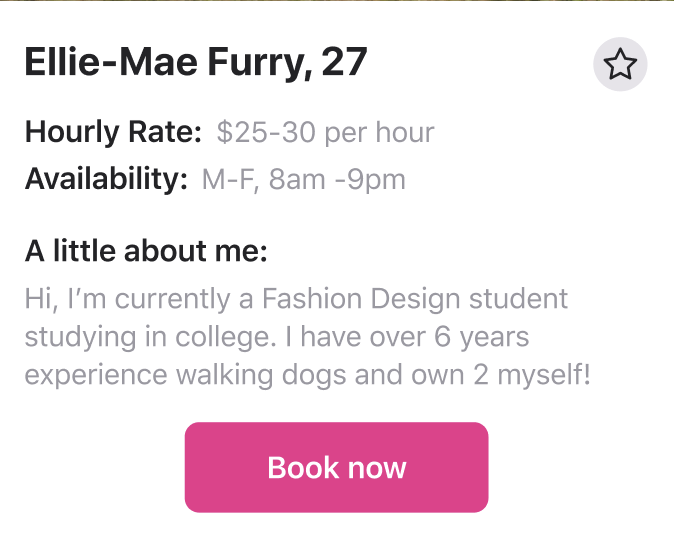 Ellie-Mae Furry, 27
Hourly Rate: $25-30 per hour
Availability: M-F, 8am -9pm
A little about me:
Hi, I’m currently a Fashion Design student
studying in college. I have over 6 years
experience walking dogs and own 2 myself!
Book now